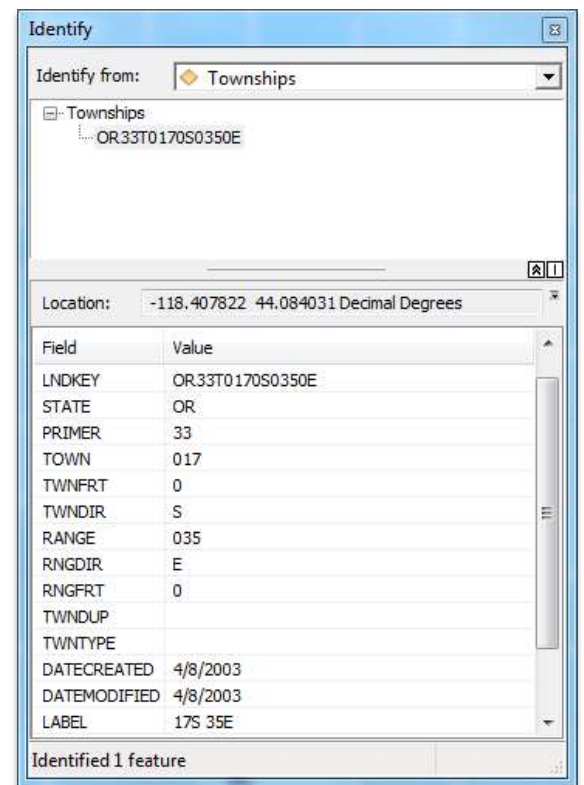 Identify
Identify from: Townships
Townships
OR33T0170S0350E
Location: -118.407822 44.084031 Decimal Degrees
Field Value
LNDKEY OR33T0170S0350E
STATE OR
PRIMER 33
TOWN 017
TWNFRT 0
TWNDIR S
RANGE 035
RNGDIR E
RNGFRT 0
TWNDUP
TWNTYPE
DATECREATED 4/8/2003
DATEMODIFIED 4/8/2003
LABEL 17S 35E
Identified 1 feature